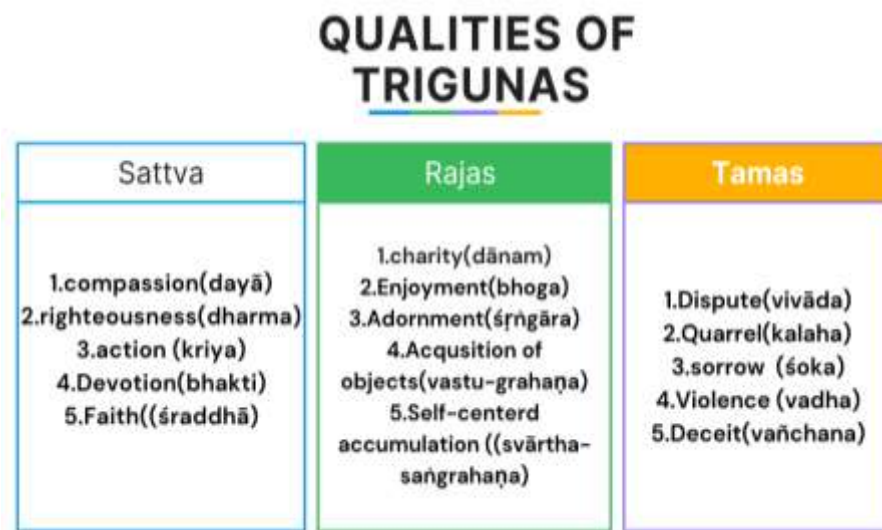 QUALITIES OF
TRIGUNAS
Sattva
1.compassion(dayā)
2.righteousness(dharma)
3.action (kriya)
4.Devotion(bhakti)
5.Faith((śraddhā)
Rajas
1.charity(dānam)
2.Enjoyment(bhoga)
3.Adornment(śṛṅgāra)
4.Acqusition of
objects(vastu-grahaṇa)
5.Self-centerd
accumulation ((svārtha-
saṅgrahaṇa)
Tamas
1.Dispute(vivāda)
2.Quarrel(kalaha)
3.sorrow (śoka)
4.Violence (vadha)
5.Deceit(vañchana)